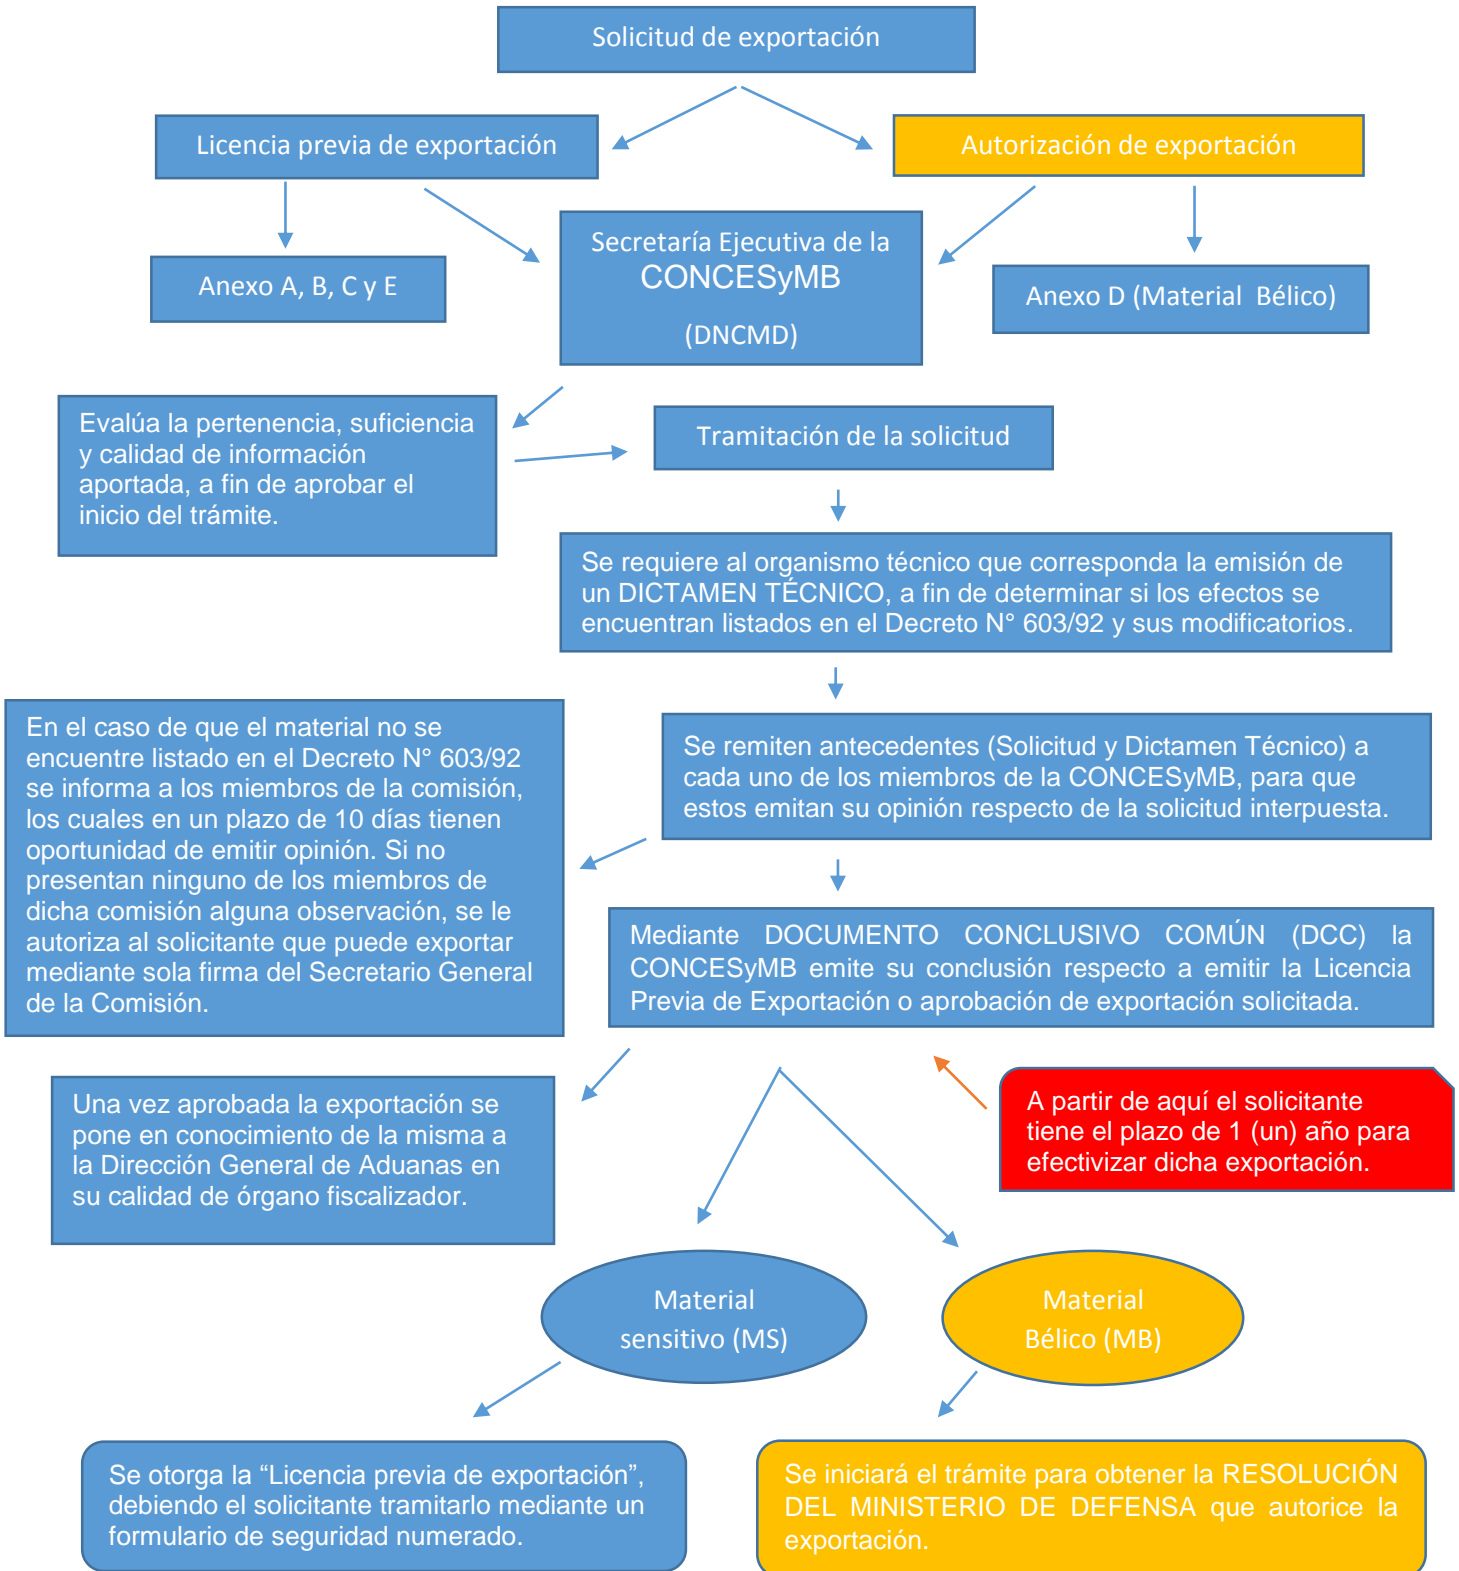 Solicitud de exportación
Licencia previa de exportación
Autorización de exportación
Secretaría Ejecutiva de la
CONCESyMB
(DNCMD)
Anexo A, B, C y E
Anexo D (Material Bélico)
Evalúa la pertenencia, suficiencia
y calidad de información
aportada, a fin de aprobar el
inicio del trámite.
Tramitación de la solicitud
Se requiere al organismo técnico que corresponda la emisión de
un DICTAMEN TÉCNICO, a fin de determinar si los efectos se
encuentran listados en el Decreto N° 603/92 y sus modificatorios.
En el caso de que el material no se
encuentre listado en el Decreto N° 603/92
se informa a los miembros de la comisión,
los cuales en un plazo de 10 días tienen
oportunidad de emitir opinión. Si no
presentan ninguno de los miembros de
dicha comisión alguna observación, se le
autoriza al solicitante que puede exportar
mediante sola firma del Secretario General
de la Comisión.
Se remiten antecedentes (Solicitud y Dictamen Técnico) a
cada uno de los miembros de la CONCESyMB, para que
estos emitan su opinión respecto de la solicitud interpuesta.
Mediante DOCUMENTO CONCLUSIVO COMÚN (DCC) la
CONCESyMB emite su conclusión respecto a emitir la Licencia
Previa de Exportación o aprobación de exportación solicitada.
Una vez aprobada la exportación se
pone en conocimiento de la misma a
la Dirección General de Aduanas en
su calidad de órgano fiscalizador.
A partir de aquí el solicitante
tiene el plazo de 1 (un) año para
efectivizar dicha exportación.
Material
sensitivo (MS)
Material
Bélico (MB)
Se otorga la “Licencia previa de exportación”,
debiendo el solicitante tramitarlo mediante un
formulario de seguridad numerado.
Se iniciará el trámite para obtener la RESOLUCIÓN
DEL MINISTERIO DE DEFENSA que autorice la
exportación.